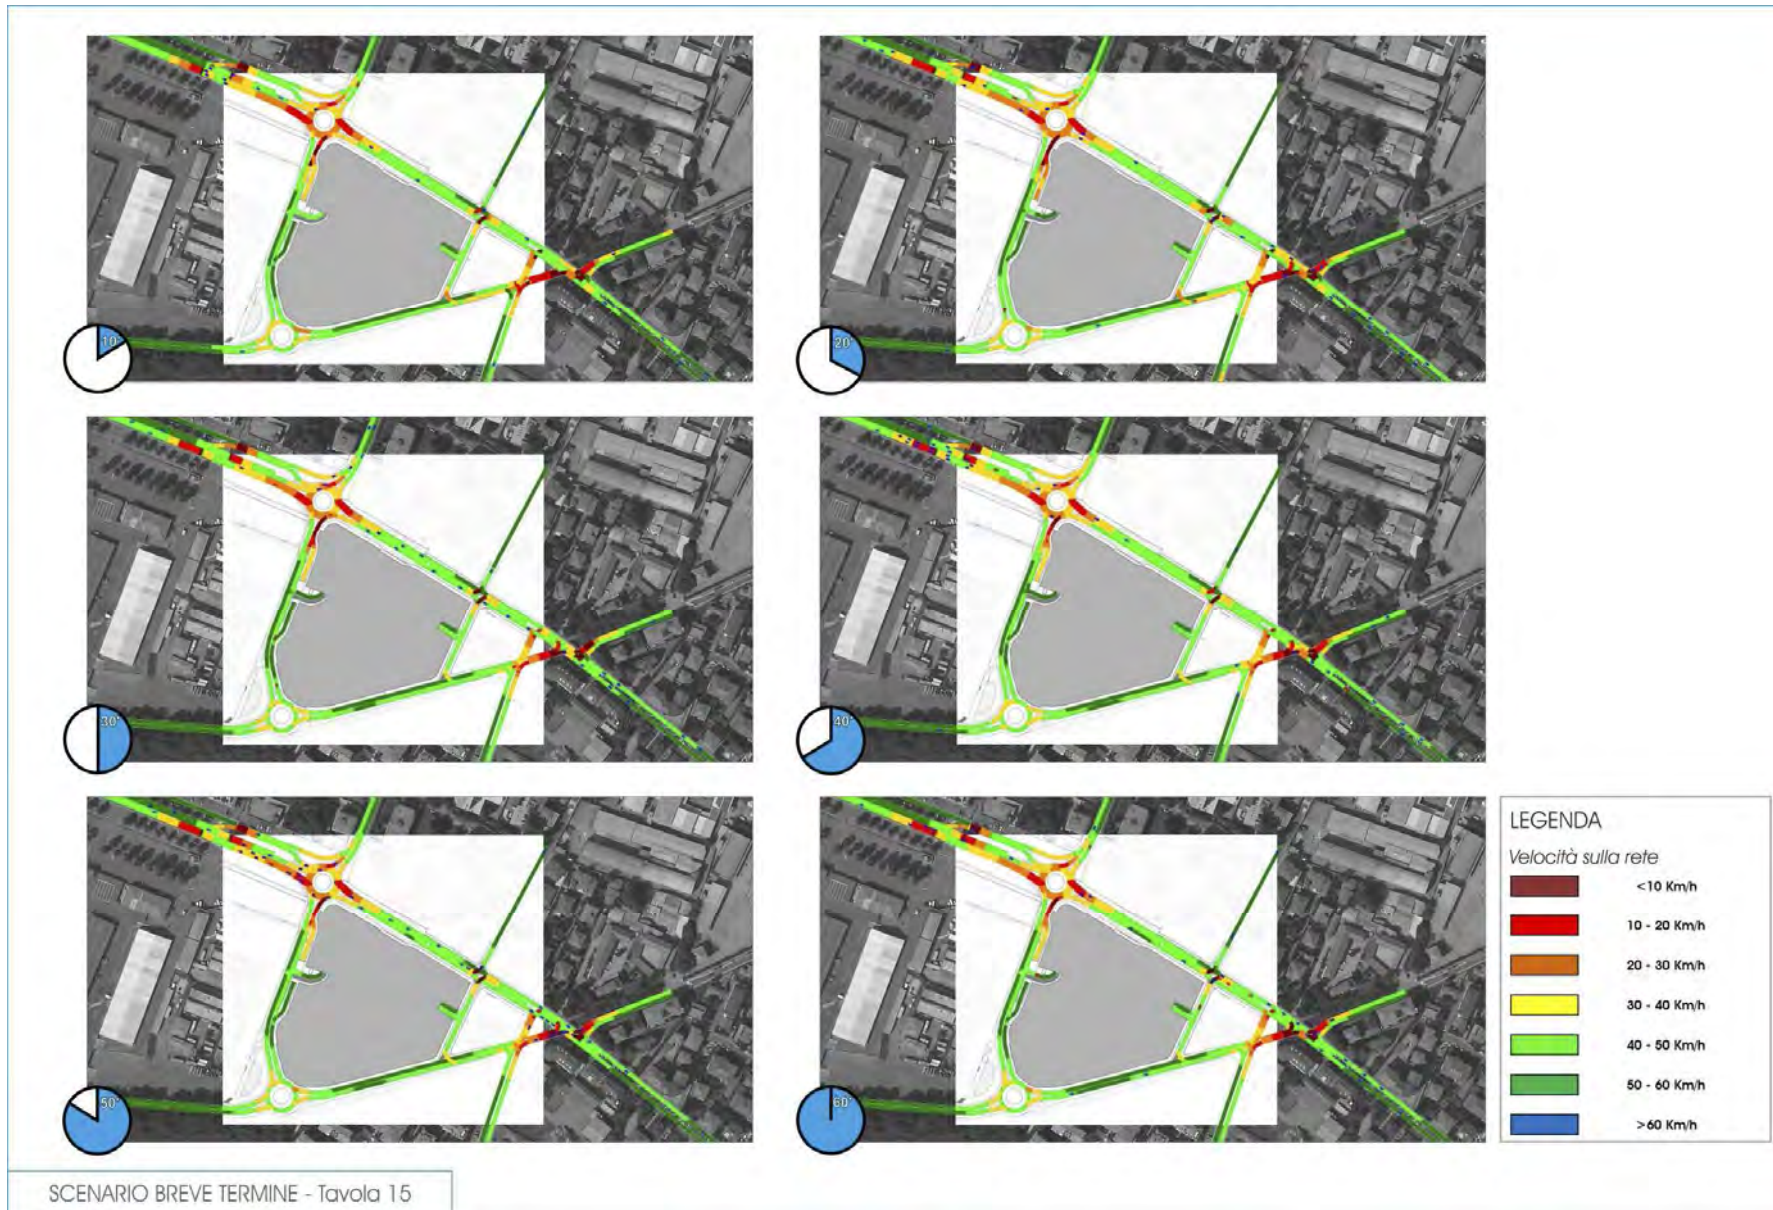 10'
20'
30'
40'
50'
60'
LEGENDA
Velocità sulla rete
<10 Km/h
10 - 20 Km/h
20 - 30 Km/h
30 - 40 Km/h
40 - 50 Km/h
50 - 60 Km/h
>60 Km/h
SCENARIO BREVE TERMINE - Tavola 15